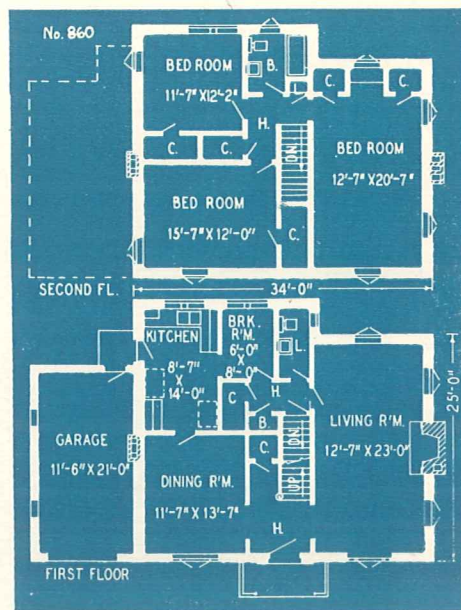 No. 860
BED ROOM
11'-7" X 12'-2"
B.
C.
C.
H.
C.
C.
DN.
BED ROOM
12'-7" X 20'-7"
BED ROOM
15'-7" X 12'-0"
C.
SECOND FL.
34'-0"
KITCHEN
8'-7"
X
14'-0"
BRK.
R'M.
6'-0"
X
8'-0"
L.
H.
C.
B.
C.
DN.
UP
LIVING R'M.
12'-7" X 23'-0"
25'-0"
GARAGE
11'-6" X 21'-0"
DINING R'M.
11'-7" X 13'-7"
H.
FIRST FLOOR